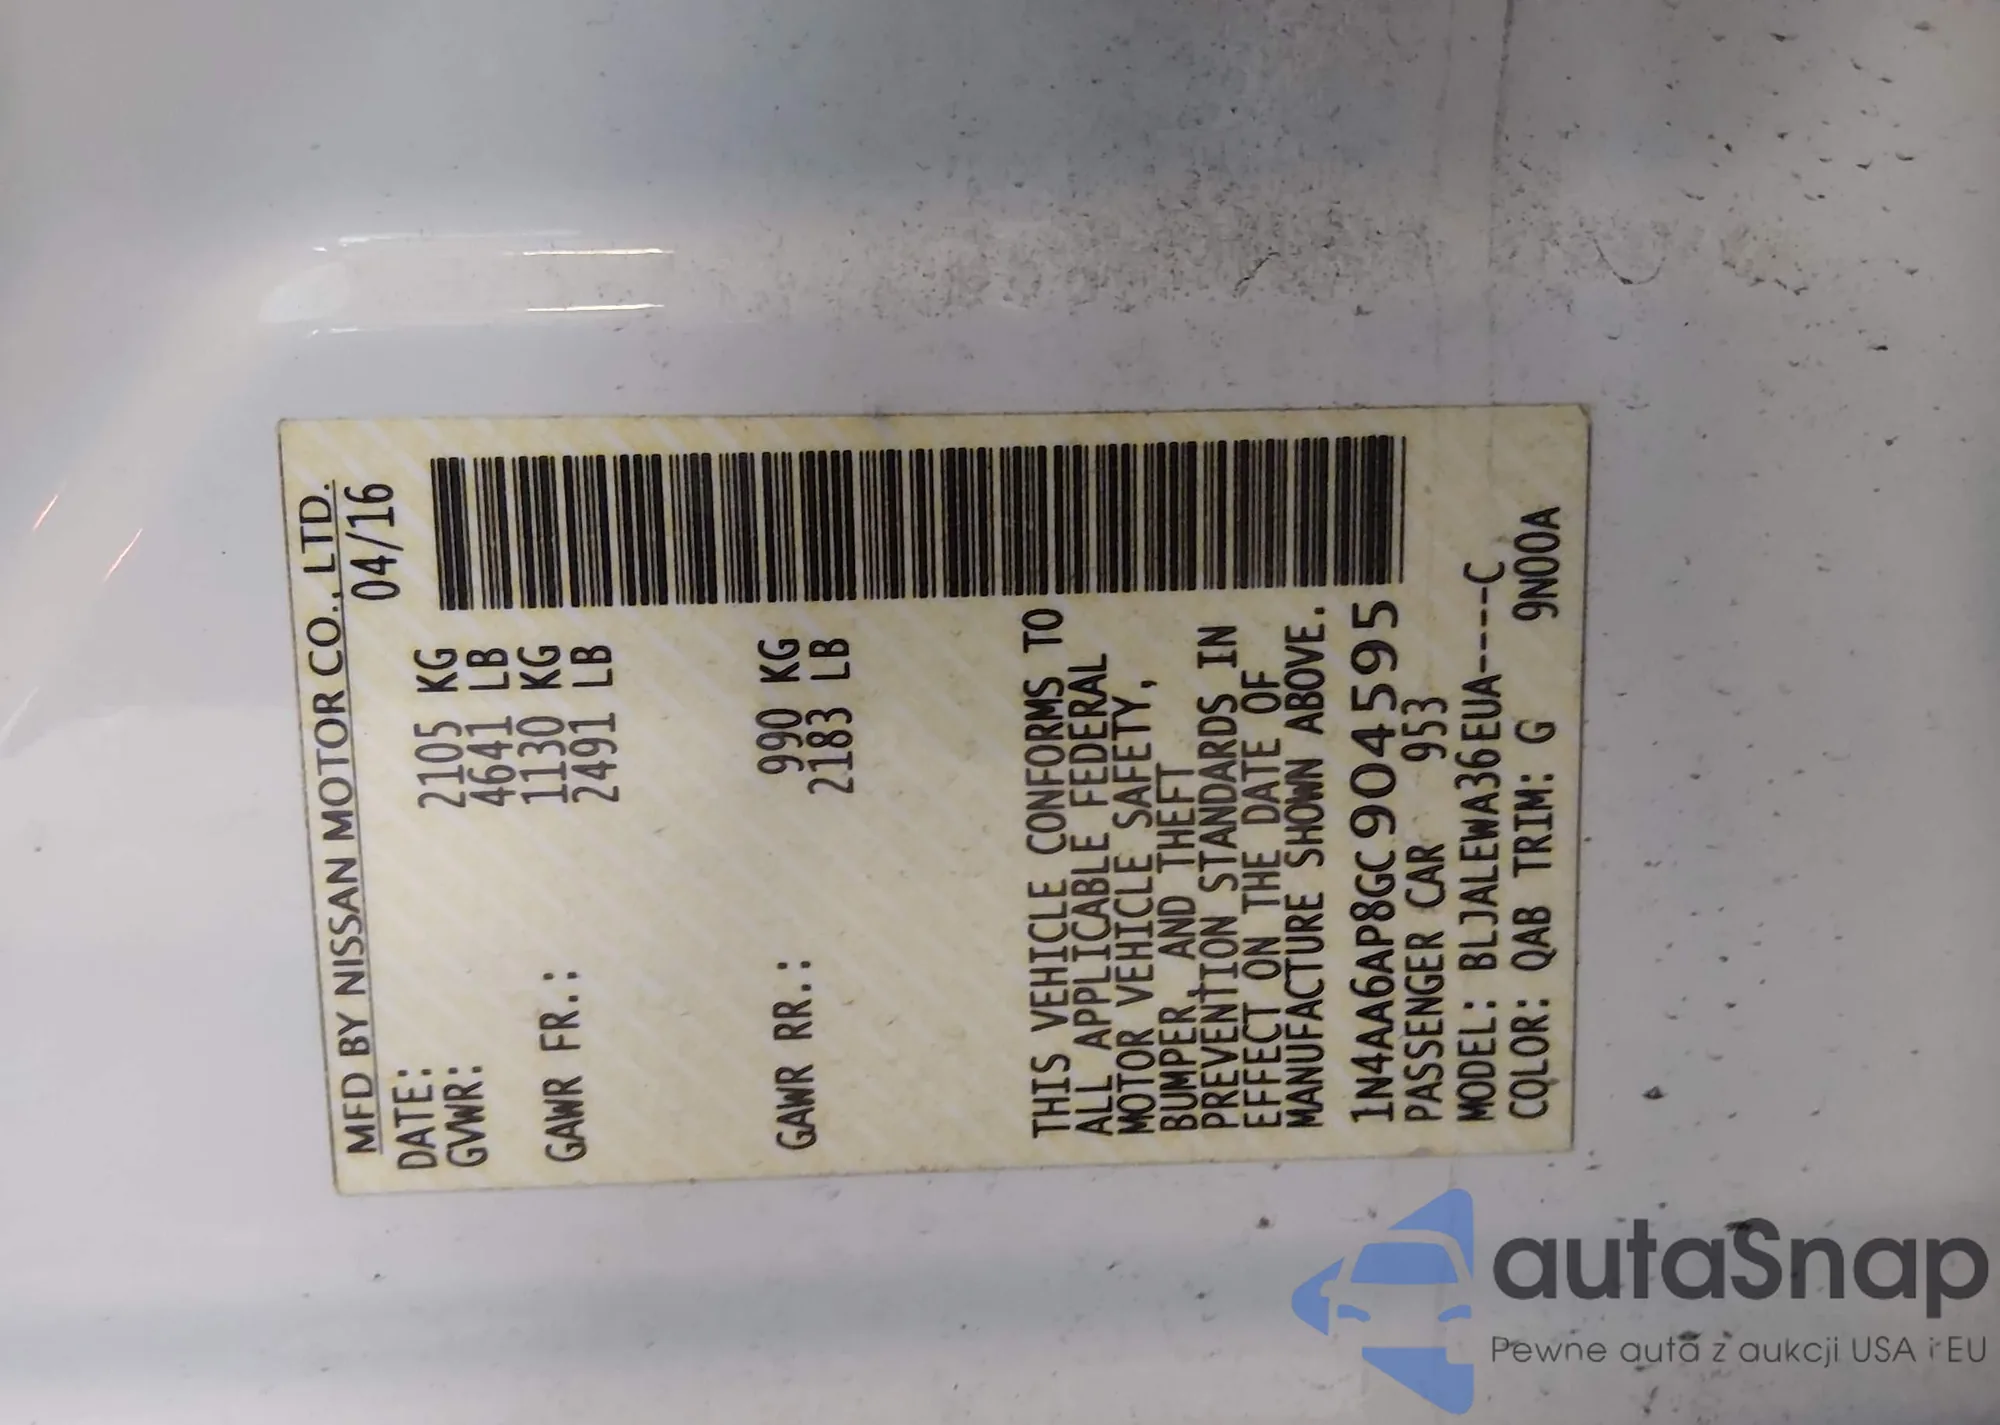 MFD BY NISSAN MOTOR CO., LTD.
DATE: 04/16
GVWR: 2105 KG
4641 LB
GAWR FR.: 1130 KG
2491 LB
GAWR RR.: 990 KG
2183 LB
THIS VEHICLE CONFORMS TO
ALL APPLICABLE FEDERAL
MOTOR VEHICLE SAFETY,
BUMPER, AND THEFT
PREVENTION STANDARDS IN
EFFECT ON THE DATE OF
MANUFACTURE SHOWN ABOVE.
1N4AA6AP8GC904595
PASSENGER CAR 953
MODEL: BLJALEWA36EUA-----C
COLOR: QAB TRIM: G 9N00A
autaSnap
Pewne auta z aukcji USA i EU